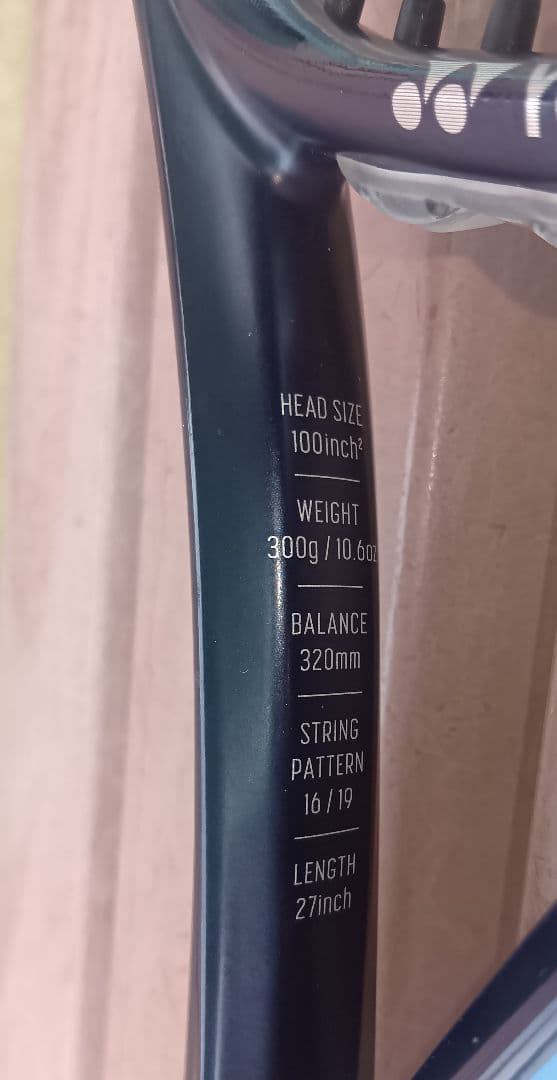 HEAD SIZE
100inch²
WEIGHT
300g / 10.6oz
BALANCE
320mm
STRING
PATTERN
16 / 19
LENGTH
27inch